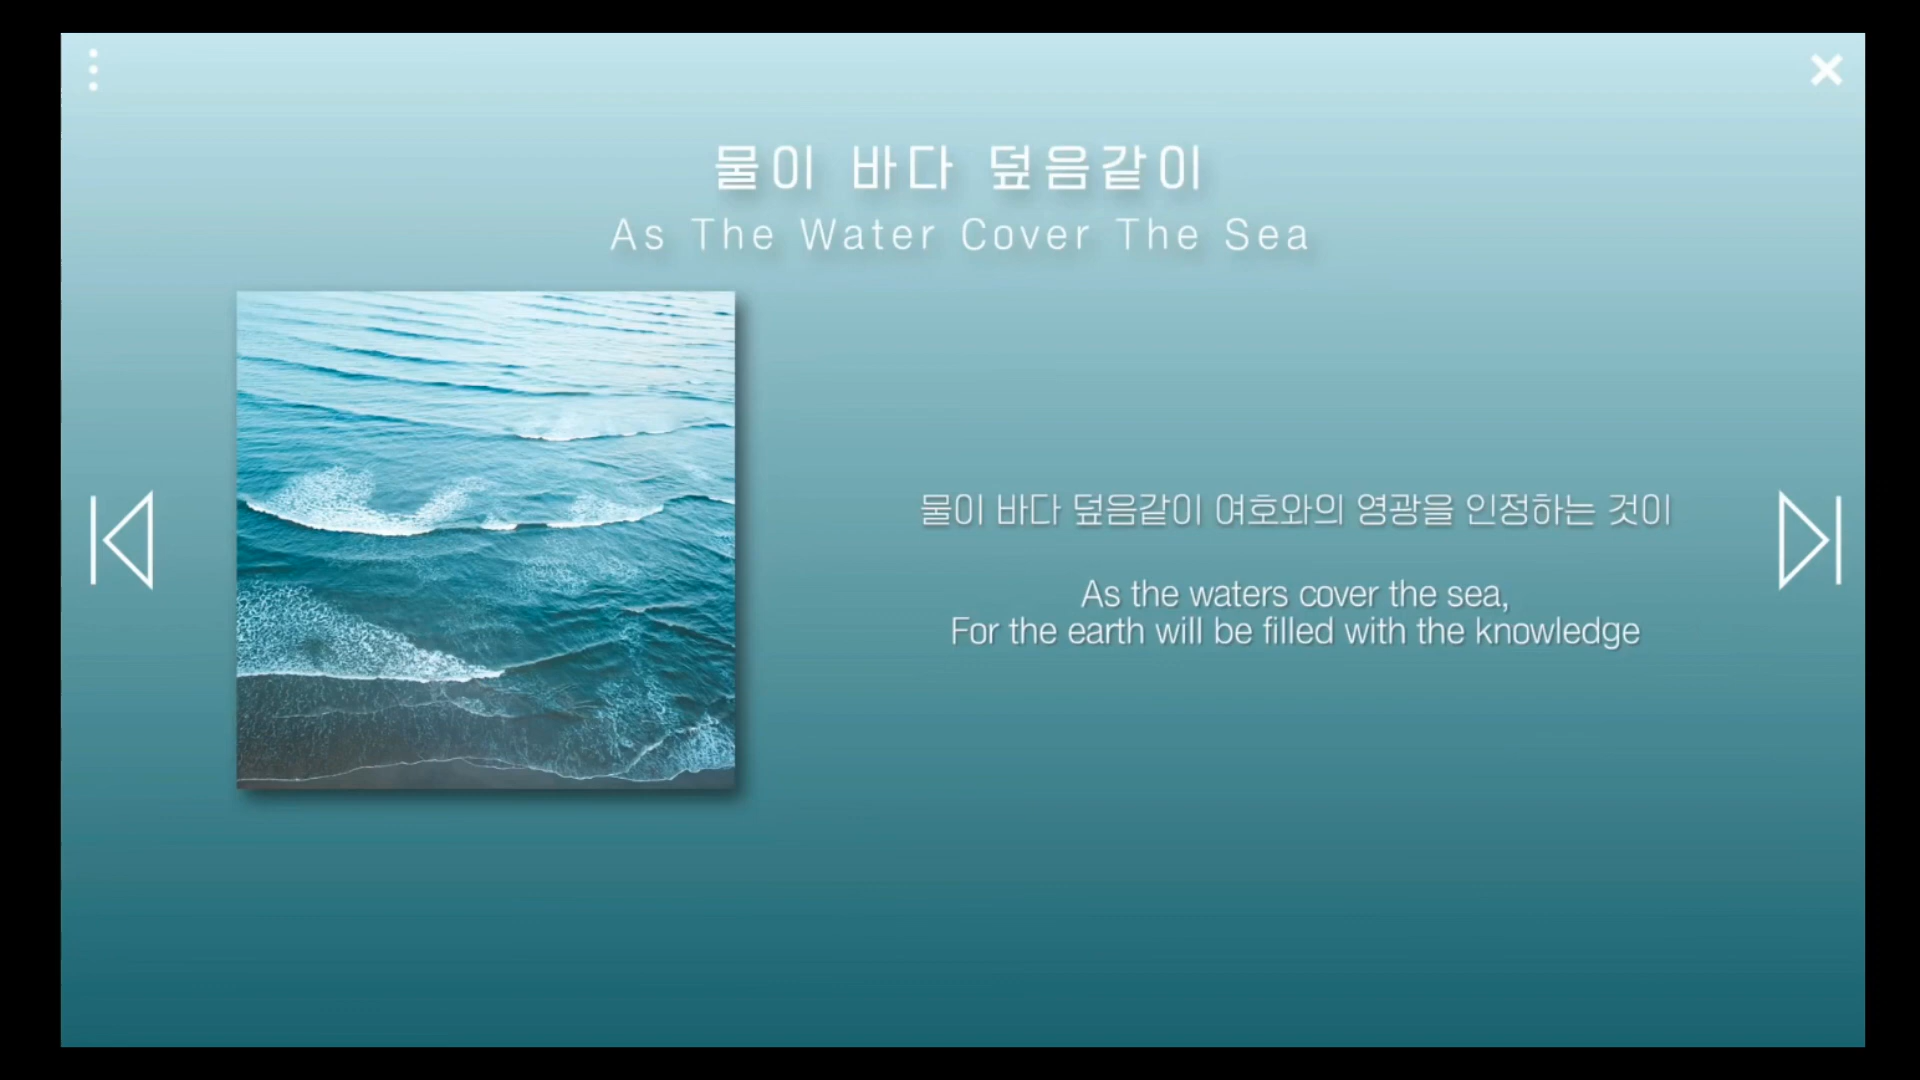 물이 바다 덮음같이
As The Water Cover The Sea
물이 바다 덮음같이 여호와의 영광을 인정하는 것이
As the waters cover the sea,
For the earth will be filled with the knowledge